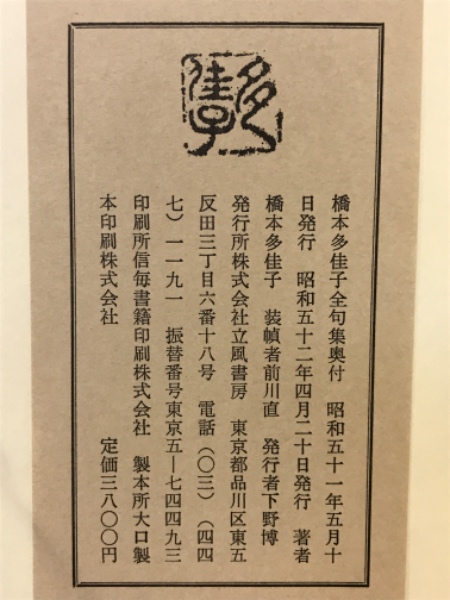 多佳子
橋本多佳子全句集奥付 昭和五十一年五月十
日発行 昭和五十二年四月二十日発行 著者
橋本多佳子 装幀者前川直 発行者下野博
発行所株式会社立風書房 東京都品川区東五
反田三丁目六番十八号 電話(〇三)(四四
七)一一九一 振替番号東京五―七四四九三
印刷所信毎書籍印刷株式会社 製本所大口製
本印刷株式会社 定価三八〇〇円